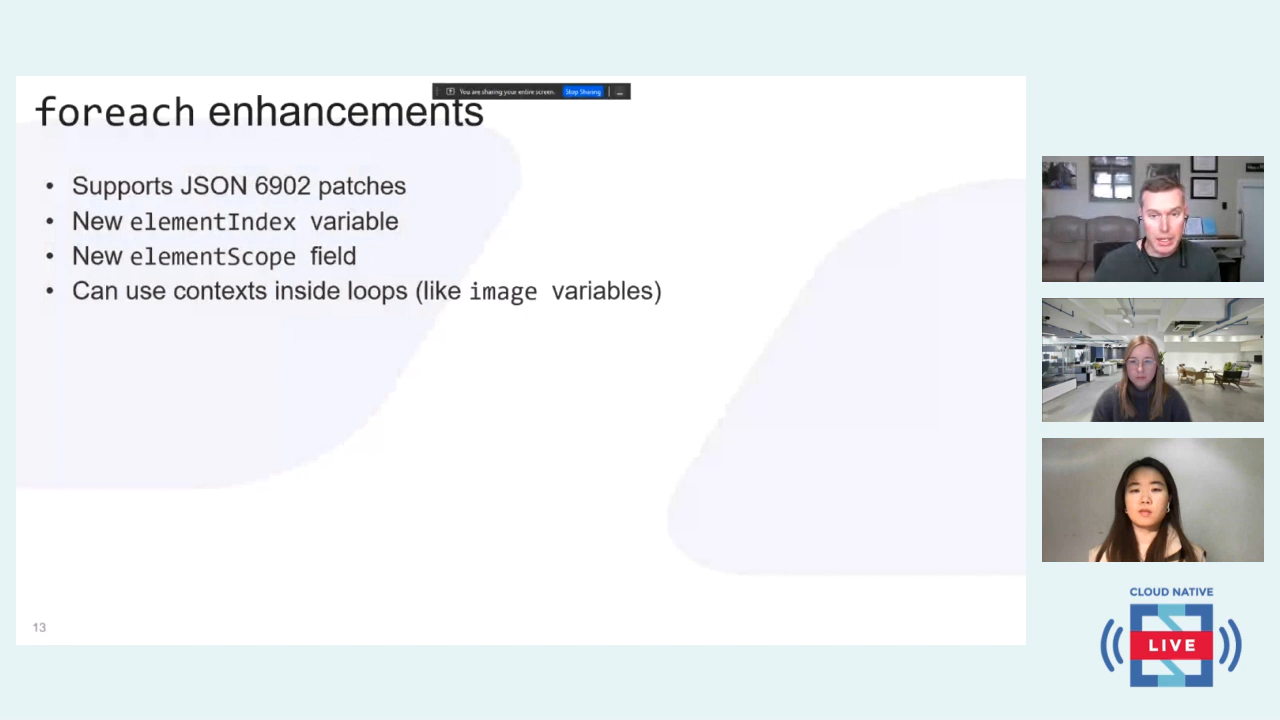 You are sharing your entire screen. Stop Sharing
foreach enhancements
• Supports JSON 6902 patches
• New elementIndex variable
• New elementScope field
• Can use contexts inside loops (like image variables)
13
CLOUD NATIVE
LIVE